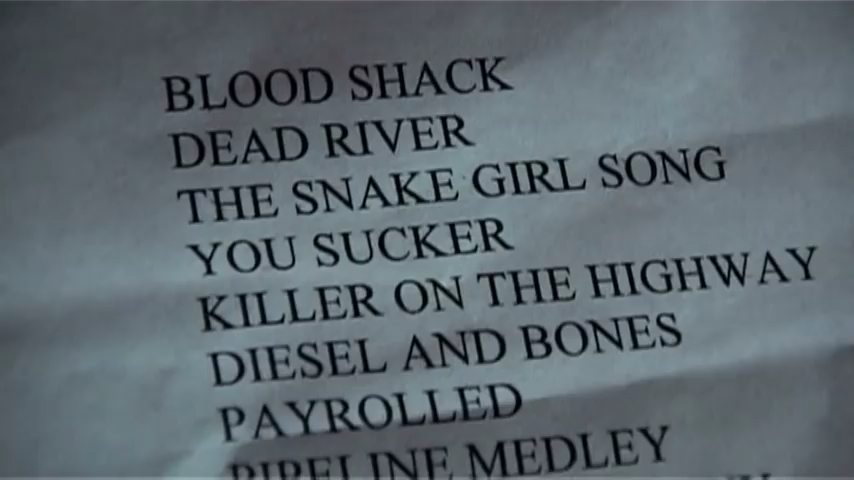 BLOOD SHACK
DEAD RIVER
THE SNAKE GIRL SONG
YOU SUCKER
KILLER ON THE HIGHWAY
DIESEL AND BONES
PAYROLLED
PIPELINE MEDLEY